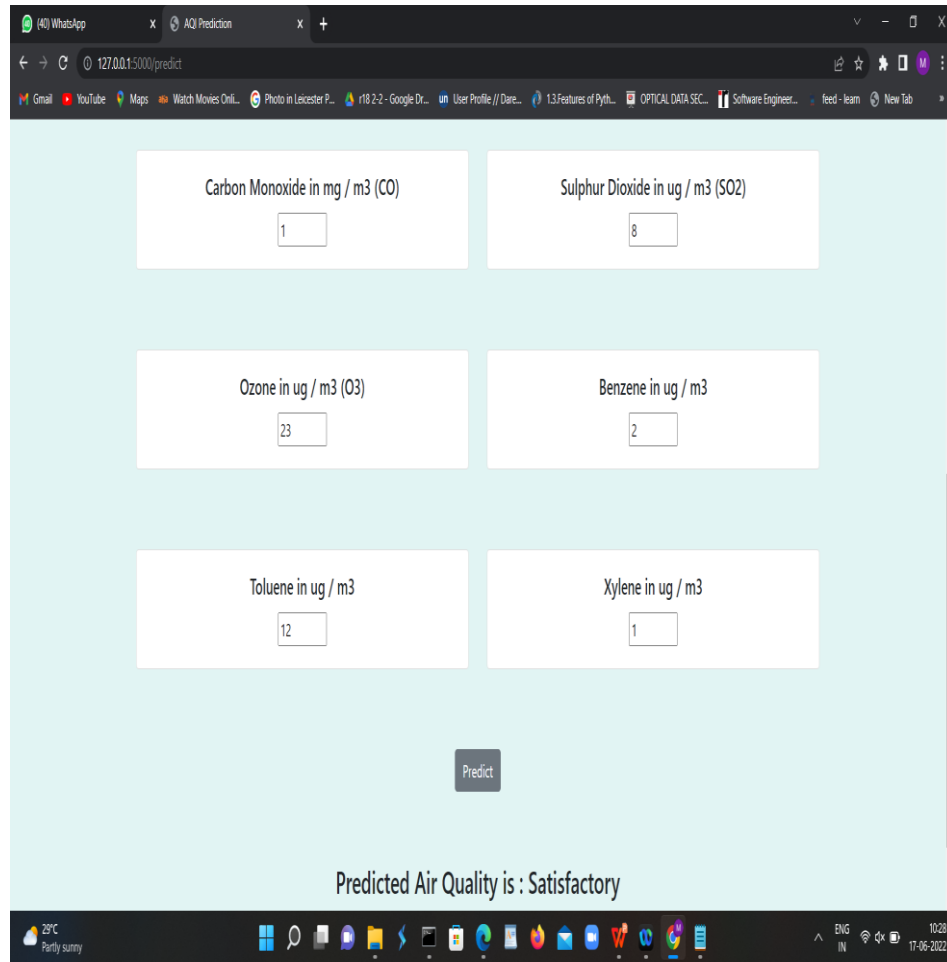 (40) WhatsApp
AQI Prediction
127.0.0.1:5000/predict
M
Gmail YouTube Maps Watch Movies Onli... Photo in Leicester P... r18 2-2 - Google Dr... un User Profile // Dare... 1.3.Features of Pyth... OPTICAL DATA SEC... Software Engineer... feed - learn New Tab »
Carbon Monoxide in mg / m3 (CO) Sulphur Dioxide in ug / m3 (SO2)
1 8
Ozone in ug / m3 (O3) Benzene in ug / m3
23 2
Toluene in ug / m3 Xylene in ug / m3
12 1
Predict
Predicted Air Quality is : Satisfactory
29°C
Partly sunny
ENG
IN
10:28
17-06-2022